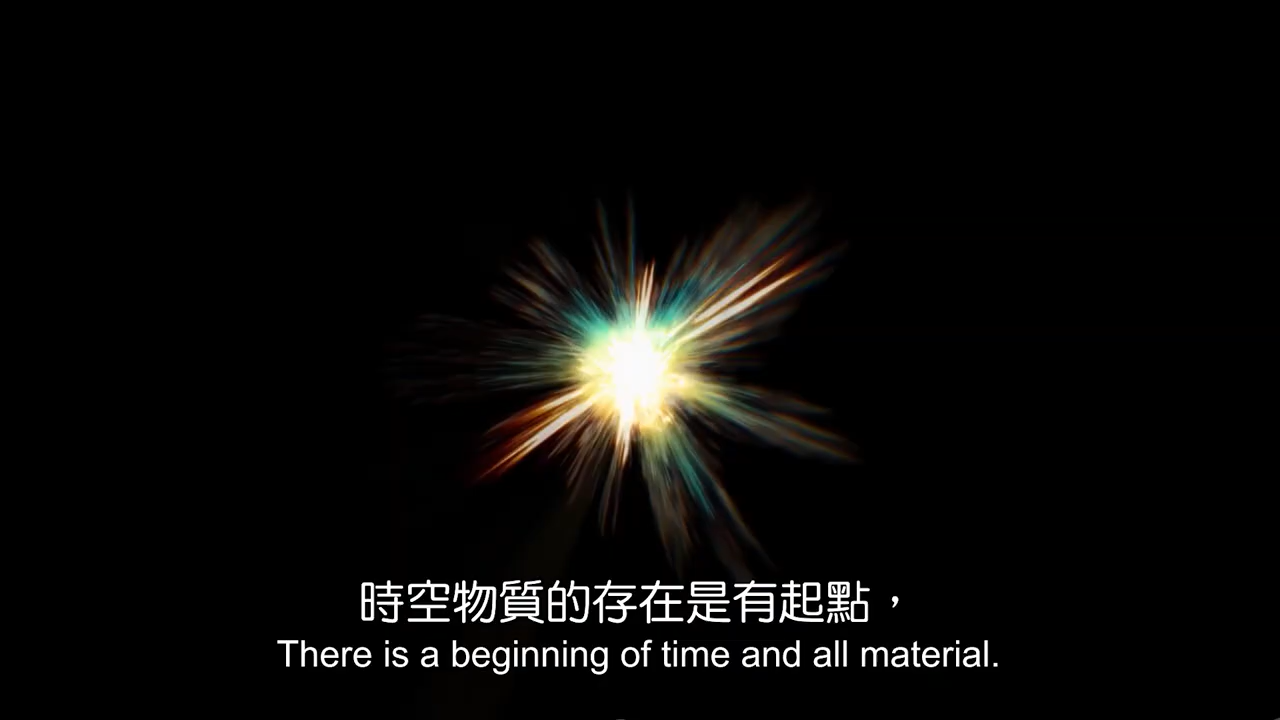 時空物質的存在是有起點，
There is a beginning of time and all material.